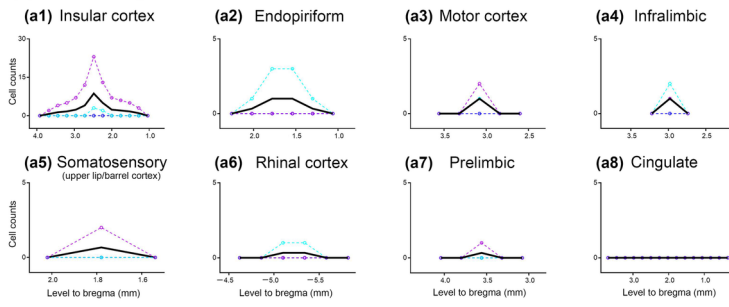 (a1) Insular cortex
(a2) Endopiriform
(a3) Motor cortex
(a4) Infralimbic
Cell counts
30
15
0
4.0 3.0 2.0 1.0
5
0
2.0 1.5 1.0
5
0
3.5 3.0 2.5
5
0
3.5 3.0 2.5 2.0
(a5) Somatosensory
(upper lip/barrel cortex)
(a6) Rhinal cortex
(a7) Prelimbic
(a8) Cingulate
Cell counts
5
0
2.0 1.8 1.6
Level to bregma (mm)
5
0
−4.5 −5.0 −5.5
Level to bregma (mm)
5
0
4.0 3.5 3.0
Level to bregma (mm)
5
0
3.0 2.0 1.0
Level to bregma (mm)